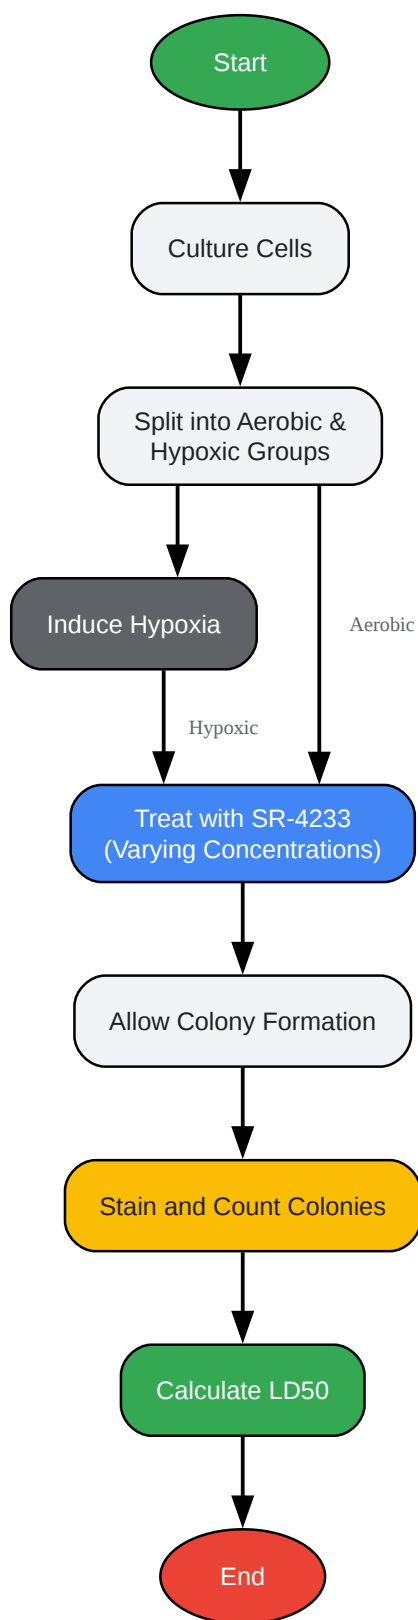 Start
Culture Cells
Split into Aerobic &
Hypoxic Groups
Induce Hypoxia
Aerobic
Hypoxic
Treat with SR-4233
(Varying Concentrations)
Allow Colony Formation
Stain and Count Colonies
Calculate LD50
End